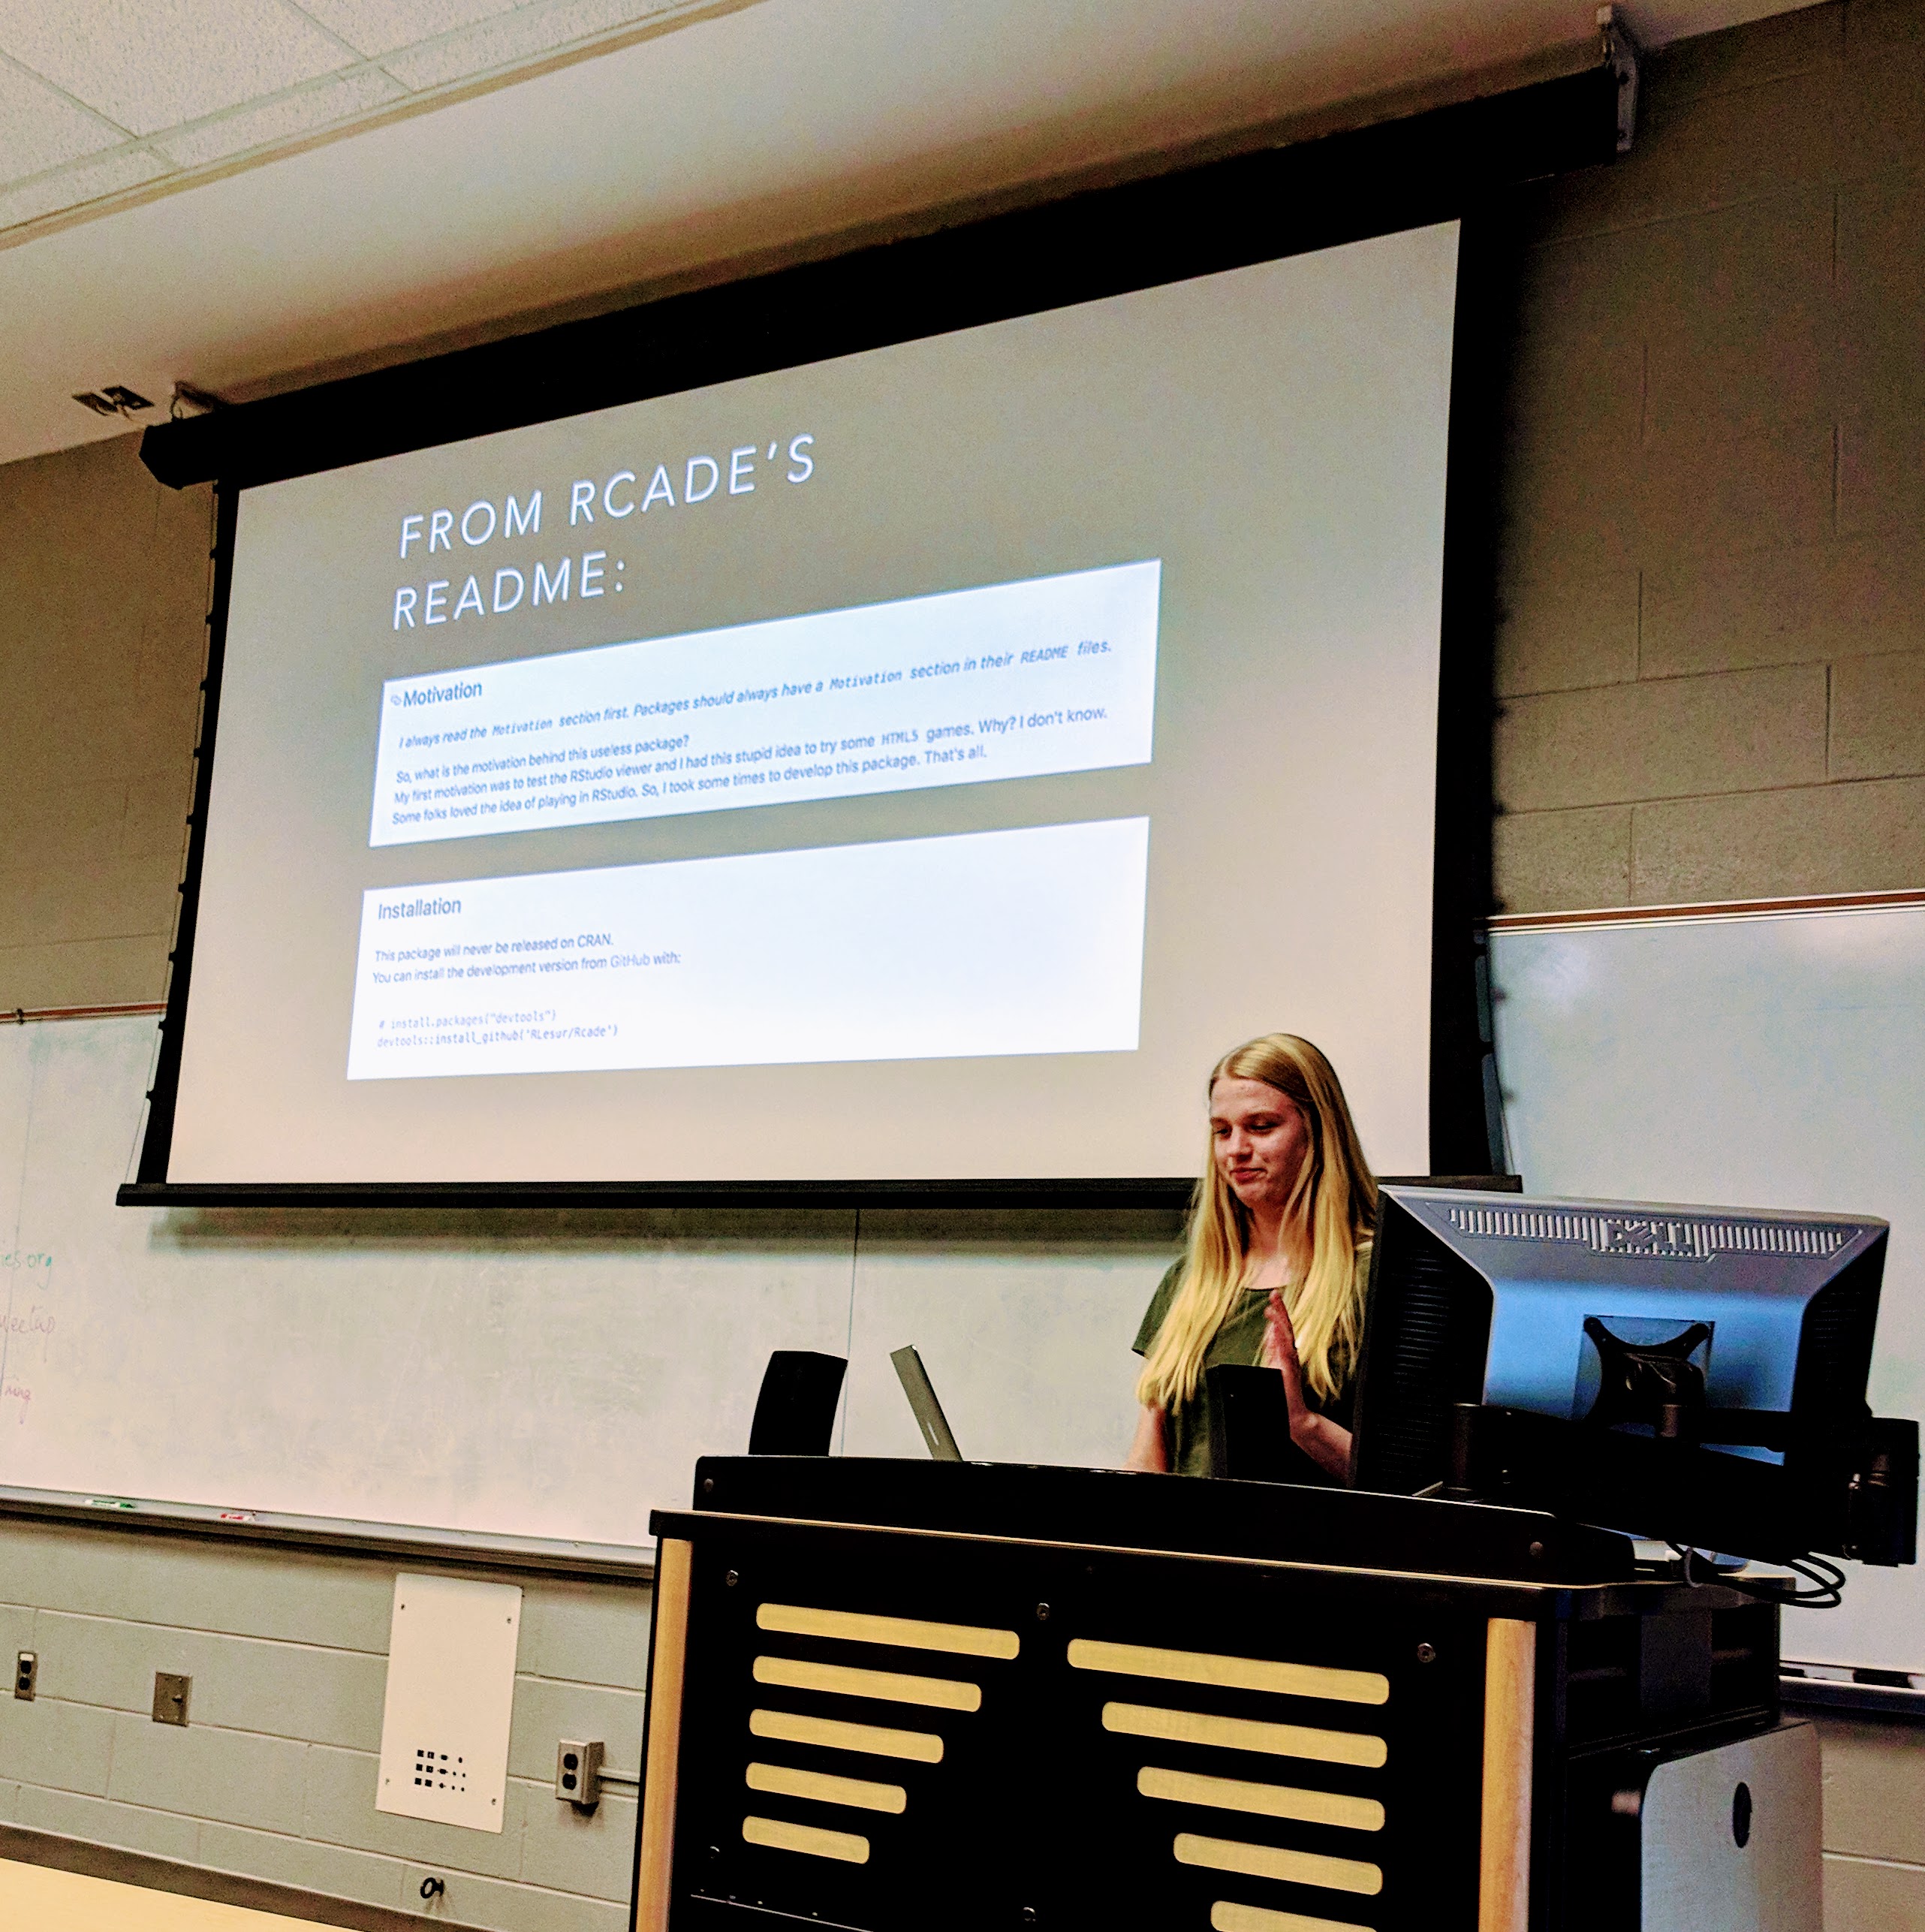 FROM RCADE'S
README:
Motivation
I always read the Motivation section first. Packages should always have a Motivation section in their README files.
So, what is the motivation behind this useless package?
My first motivation was to test the RStudio viewer and I had this stupid idea to try some HTML5 games. Why? I don't know.
Some folks loved the idea of playing in RStudio. So, I took some times to develop this package. That's all.
Installation
This package will never be released on CRAN.
You can install the development version from GitHub with:
# install.packages("devtools")
devtools::install_github('RLesur/Rcade')
ies.org
DELL